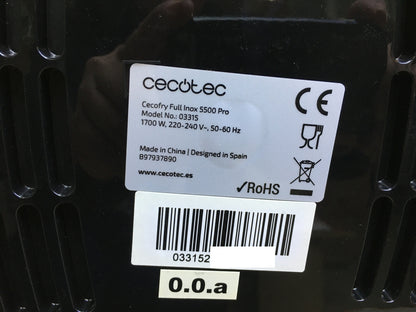 cecotec
Cecofry Full Inox 5500 Pro
Model No.: 03315
1700 W, 220-240 V~, 50-60 Hz
Made in China | Designed in Spain
B97937890
www.cecotec.es
CE
✓RoHS
033152
0.0.a